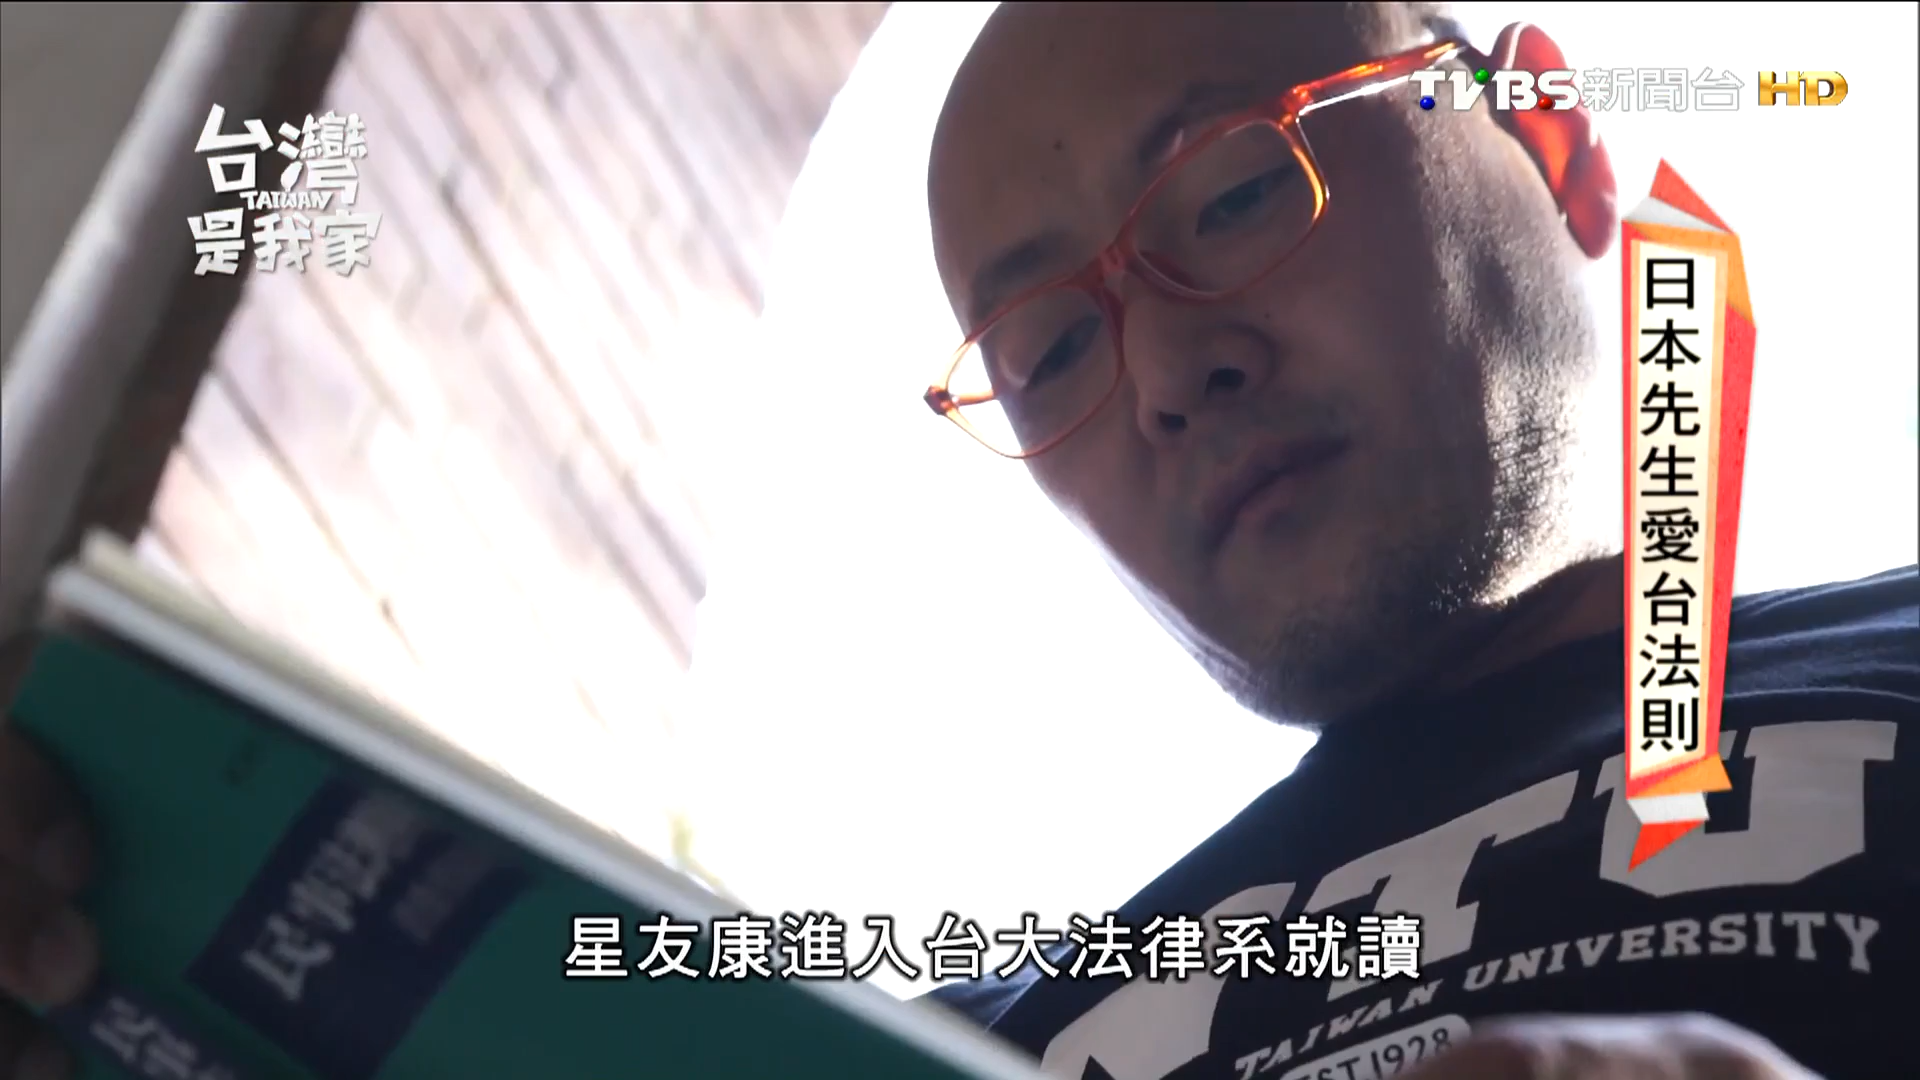 TVBS新聞台 HD
台灣
TAIWAN
是我家
日本先生愛台法則
NTU
TAIWAN UNIVERSITY
EST.1928
民事法
星友康進入台大法律系就讀